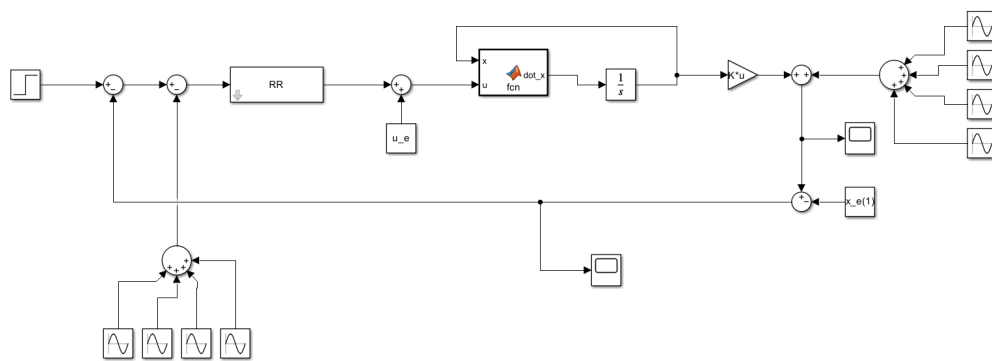 RR
u_e
x
u
dot_x
fcn
1
s
K*u
x_e(1)